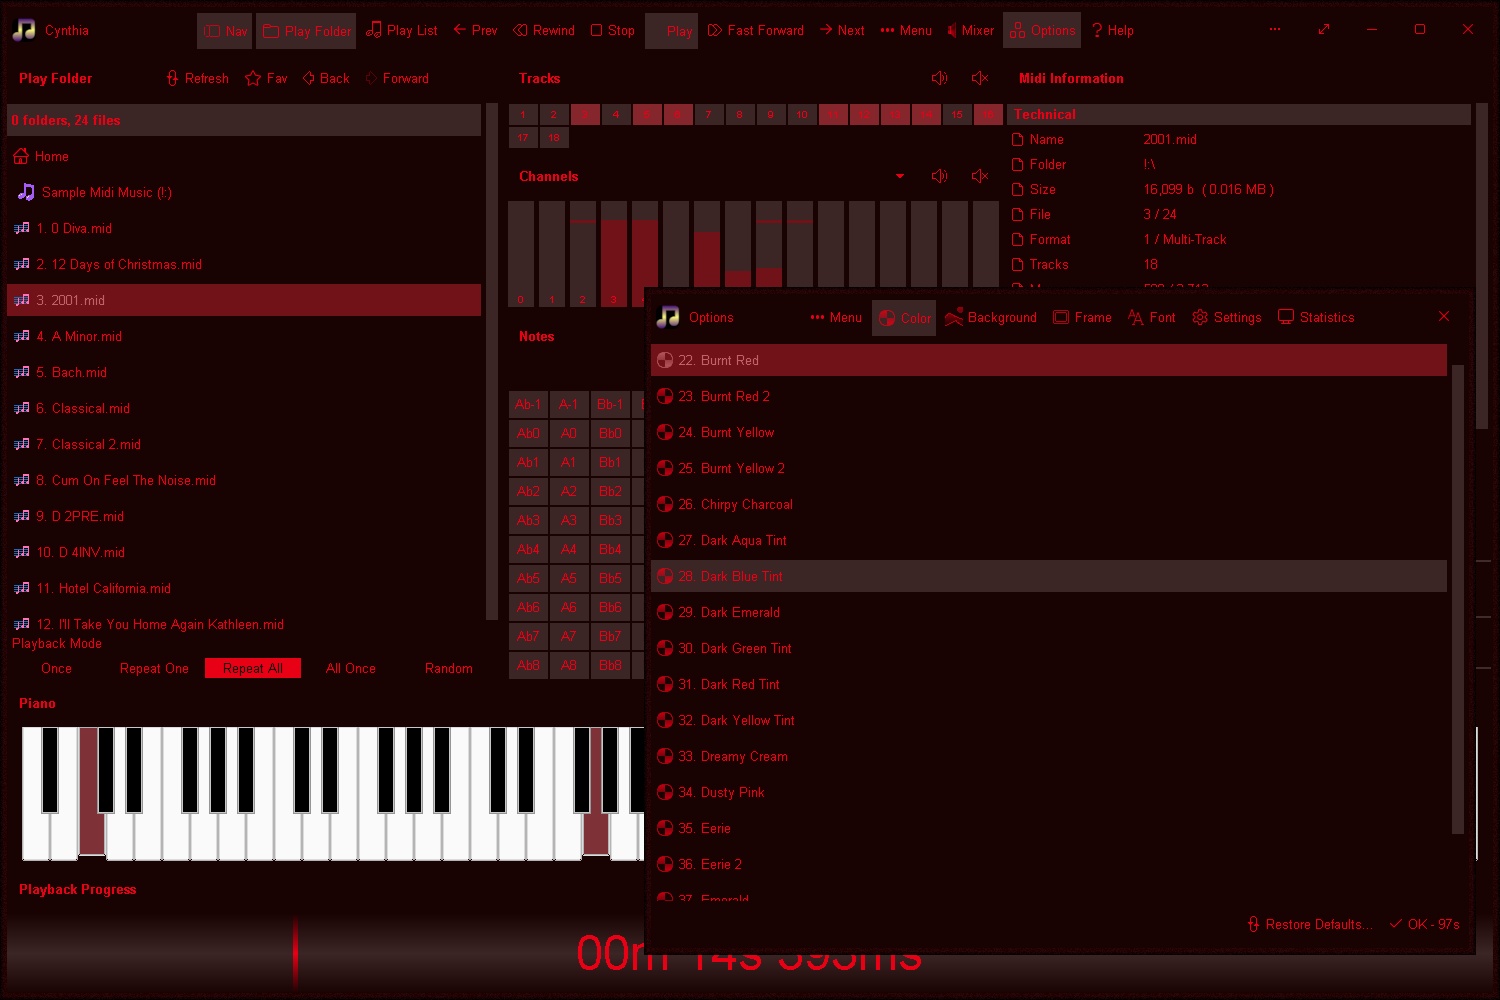 Cynthia
Nav Play Folder Play List Prev Rewind Stop Play Fast Forward Next Menu Mixer Options Help
Play Folder Refresh Fav Back Forward
0 folders, 24 files
Home
Sample Midi Music (!:)
1. 0 Diva.mid
2. 12 Days of Christmas.mid
3. 2001.mid
4. A Minor.mid
5. Bach.mid
6. Classical.mid
7. Classical 2.mid
8. Cum On Feel The Noise.mid
9. D 2PRE.mid
10. D 4INV.mid
11. Hotel California.mid
12. I'll Take You Home Again Kathleen.mid
Playback Mode
Once Repeat One Repeat All All Once Random
Tracks
1 2 3 4 5 6 7 8 9 10 11 12 13 14 15 16
17 18
Channels
0 1 2 3
Notes
Ab-1 A-1 Bb-1
Ab0 A0 Bb0
Ab1 A1 Bb1
Ab2 A2 Bb2
Ab3 A3 Bb3
Ab4 A4 Bb4
Ab5 A5 Bb5
Ab6 A6 Bb6
Ab7 A7 Bb7
Ab8 A8 Bb8
Midi Information
Technical
Name 2001.mid
Folder !:\
Size 16,099 b ( 0.016 MB )
File 3 / 24
Format 1 / Multi-Track
Tracks 18
Options
Menu Color Background Frame Font Settings Statistics
22. Burnt Red
23. Burnt Red 2
24. Burnt Yellow
25. Burnt Yellow 2
26. Chirpy Charcoal
27. Dark Aqua Tint
28. Dark Blue Tint
29. Dark Emerald
30. Dark Green Tint
31. Dark Red Tint
32. Dark Yellow Tint
33. Dreamy Cream
34. Dusty Pink
35. Eerie
36. Eerie 2
37. Emerald
Restore Defaults... OK - 97s
Piano
Playback Progress
00m 14s 595ms